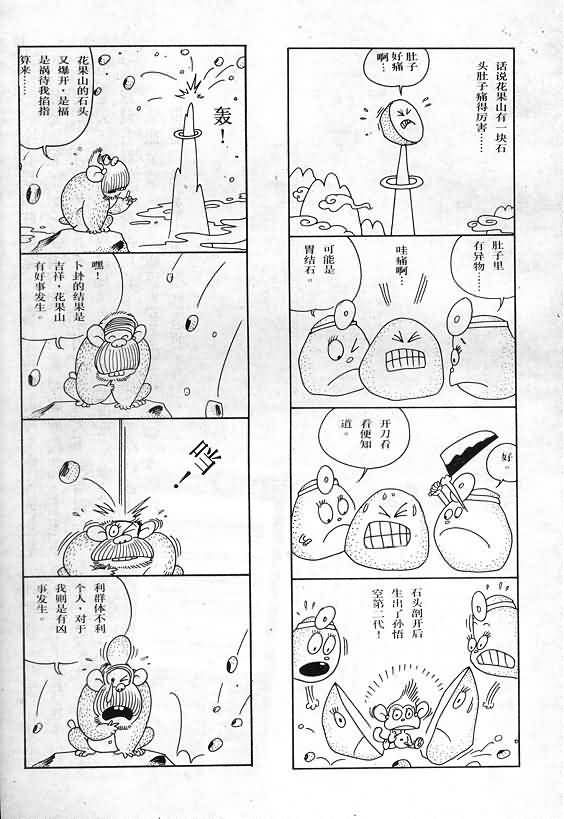 话说花果山有一块石
头肚子痛得厉害……
肚子
好痛
啊…
肚子里
有异物……
哇痛啊…
可能是
胃结石。
好。
开刀看
看便知
道。
石头剖开后
生出了孙悟
空第二代！
轰！
花果山的石头
又爆开·是福
是祸待我掐指
算来……
嘿！
卜卦的结果是
吉祥·花果山
有好事发生。
当！
利群体不利
个人·对于
我则是有凶
事发生。